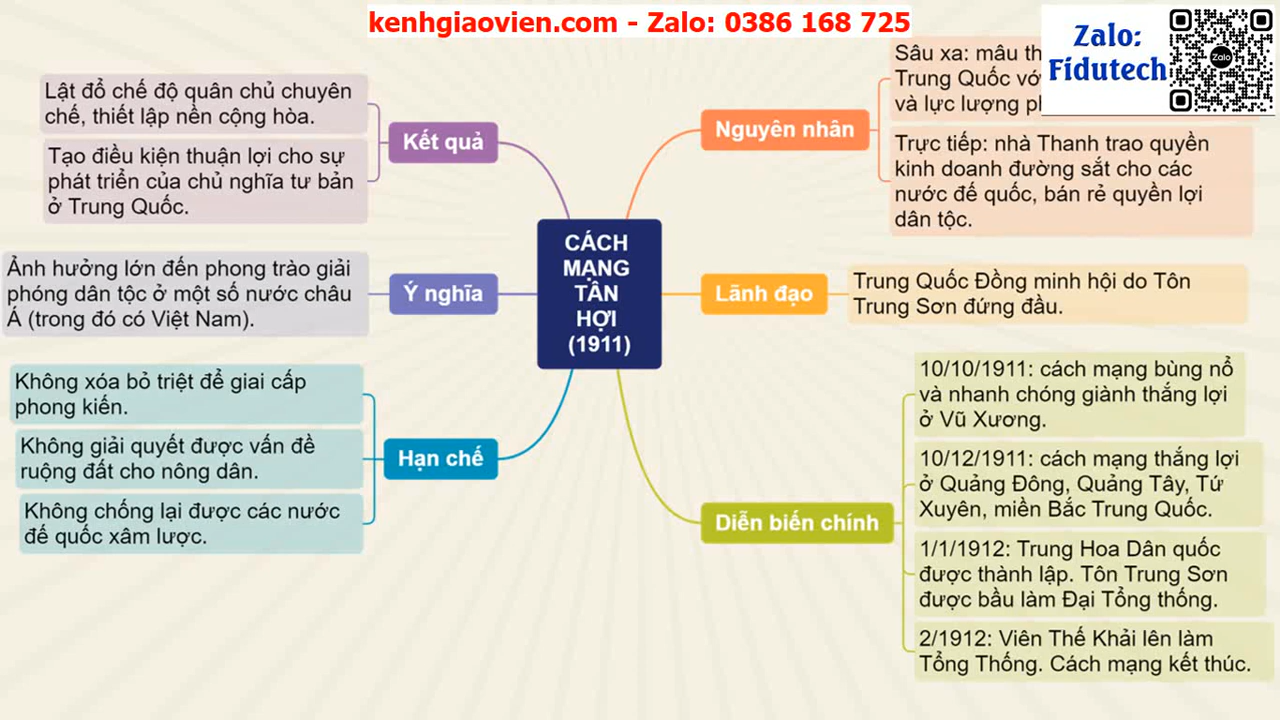 kenhgiaovien.com - Zalo: 0386 168 725
Zalo:
Fidutech
Zalo
CÁCH
MẠNG
TÂN
HỢI
(1911)
Nguyên nhân
Sâu xa: mâu
Trung Quốc
và lực lượng
Trực tiếp: nhà Thanh trao quyền
kinh doanh đường sắt cho các
nước đế quốc, bán rẻ quyền lợi
dân tộc.
Lãnh đạo
Trung Quốc Đồng minh hội do Tôn
Trung Sơn đứng đầu.
Diễn biến chính
10/10/1911: cách mạng bùng nổ
và nhanh chóng giành thắng lợi
ở Vũ Xương.
10/12/1911: cách mạng thắng lợi
ở Quảng Đông, Quảng Tây, Tứ
Xuyên, miền Bắc Trung Quốc.
1/1/1912: Trung Hoa Dân quốc
được thành lập. Tôn Trung Sơn
được bầu làm Đại Tổng thống.
2/1912: Viên Thế Khải lên làm
Tổng Thống. Cách mạng kết thúc.
Kết quả
Lật đổ chế độ quân chủ chuyên
chế, thiết lập nền cộng hòa.
Tạo điều kiện thuận lợi cho sự
phát triển của chủ nghĩa tư bản
ở Trung Quốc.
Ý nghĩa
Ảnh hưởng lớn đến phong trào giải
phóng dân tộc ở một số nước châu
Á (trong đó có Việt Nam).
Hạn chế
Không xóa bỏ triệt để giai cấp
phong kiến.
Không giải quyết được vấn đề
ruộng đất cho nông dân.
Không chống lại được các nước
đế quốc xâm lược.